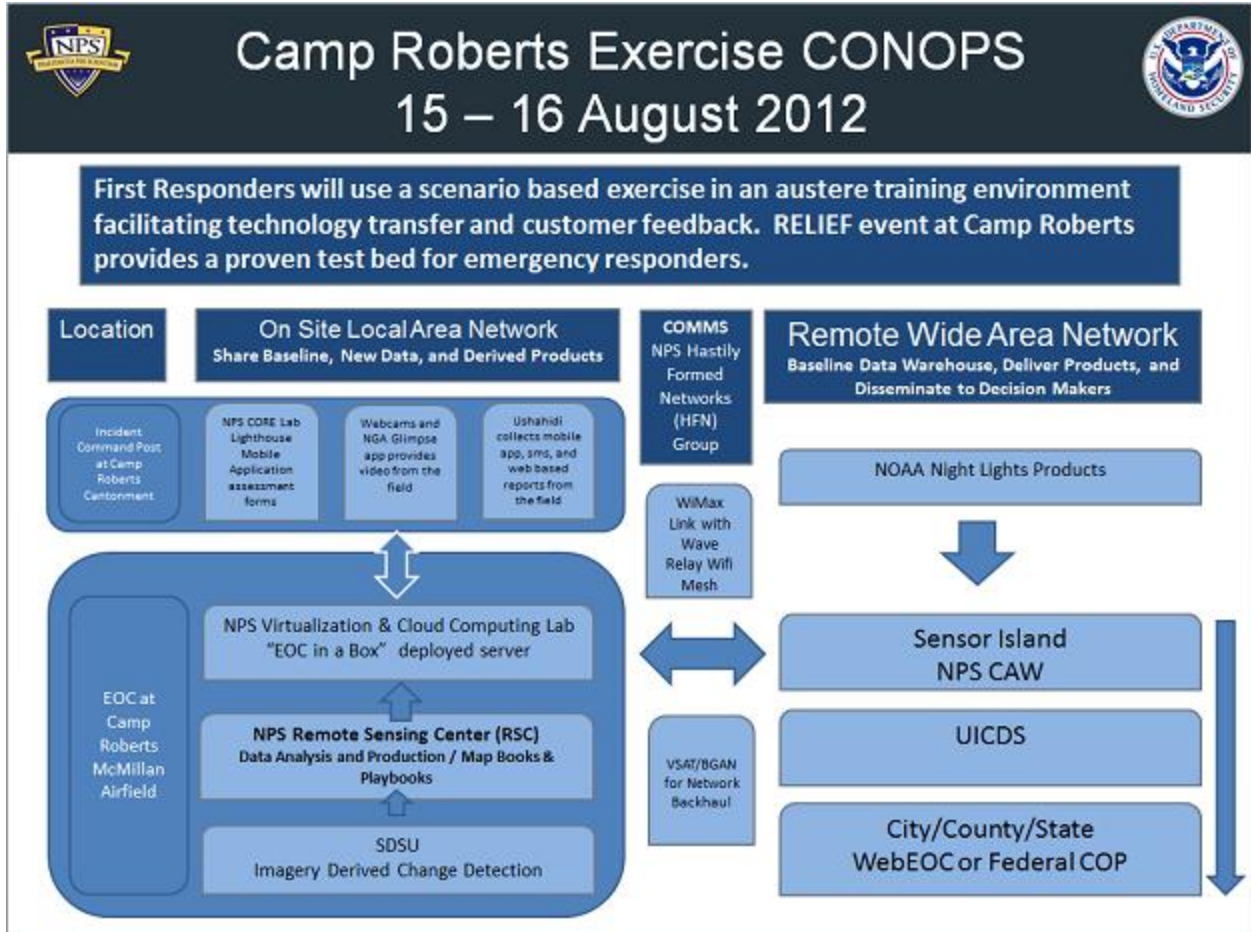 NPS
Camp Roberts Exercise CONOPS
15 – 16 August 2012
U.S. DEPARTMENT OF
HOMELAND SECURITY
First Responders will use a scenario based exercise in an austere training environment
facilitating technology transfer and customer feedback.  RELIEF event at Camp Roberts
provides a proven test bed for emergency responders.
Location
On Site Local Area Network
Share Baseline, New Data, and Derived Products
COMMS
NPS Hastily
Formed
Networks
(HFN)
Group
Remote Wide Area Network
Baseline Data Warehouse, Deliver Products, and
Disseminate to Decision Makers
Incident
Command Post
at Camp
Roberts
Cantonment
NPS CORE Lab
Lighthouse
Mobile
Application
assessment
forms
Webcams and
NGA Glimpse
app provides
video from the
field
Ushahidi
collects mobile
app, sms, and
web based
reports from
the field
WiMax
Link with
Wave
Relay Wifi
Mesh
NOAA Night Lights Products
EOC at
Camp
Roberts
McMillan
Airfield
NPS Virtualization & Cloud Computing Lab
"EOC in a Box" deployed server
NPS Remote Sensing Center (RSC)
Data Analysis and Production / Map Books &
Playbooks
SDSU
Imagery Derived Change Detection
VSAT/BGAN
for Network
Backhaul
Sensor Island
NPS CAW
UICDS
City/County/State
WebEOC or Federal COP